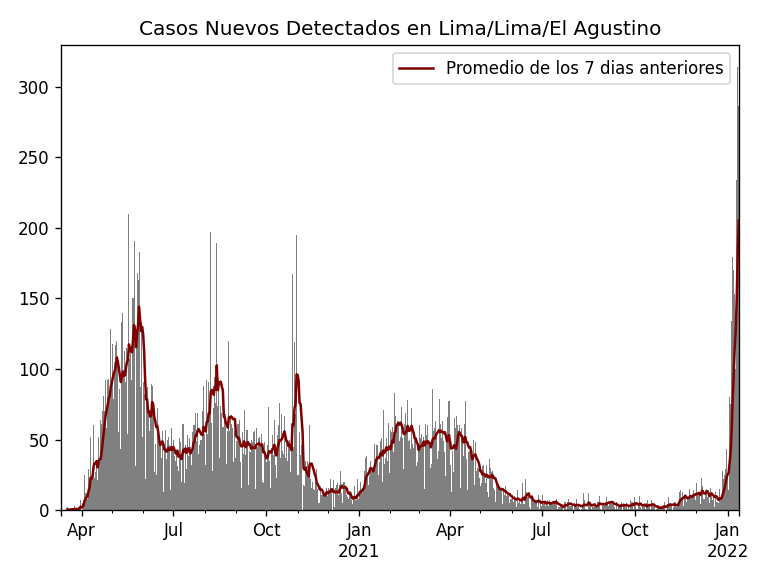 Casos Nuevos Detectados en Lima/Lima/El Agustino
Promedio de los 7 dias anteriores
300
250
200
150
100
50
0
Apr Jul Oct Jan Apr Jul Oct Jan
2021 2022